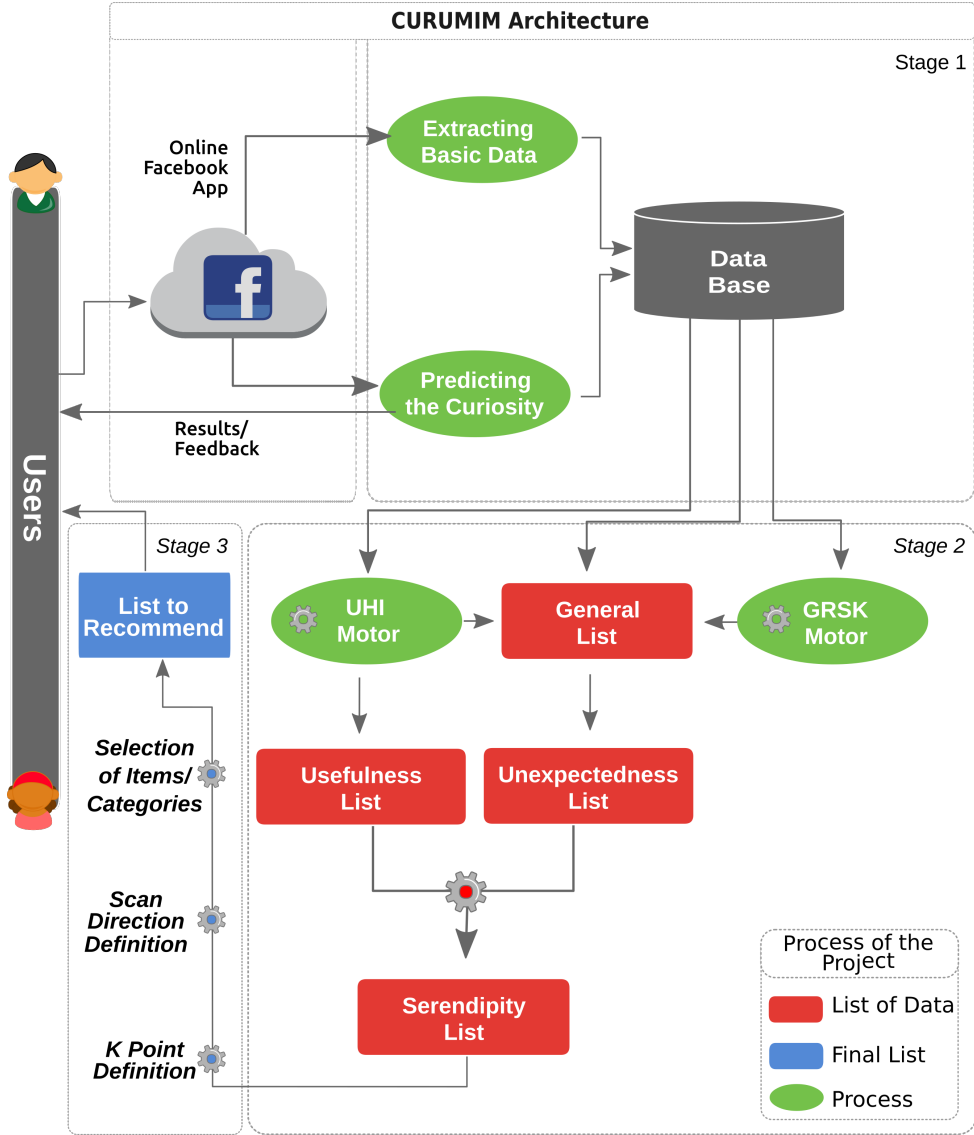 CURUMIM Architecture
Stage 1
Online
Facebook
App
Extracting
Basic Data
Data
Base
f
Predicting
the Curiosity
Results/
Feedback
Users
Stage 3
Stage 2
List to
Recommend
UHI
Motor
General
List
GRSK
Motor
Selection
of Items/
Categories
Usefulness
List
Unexpectedness
List
Scan
Direction
Definition
Serendipity
List
K Point
Definition
Process of the
Project
List of Data
Final List
Process